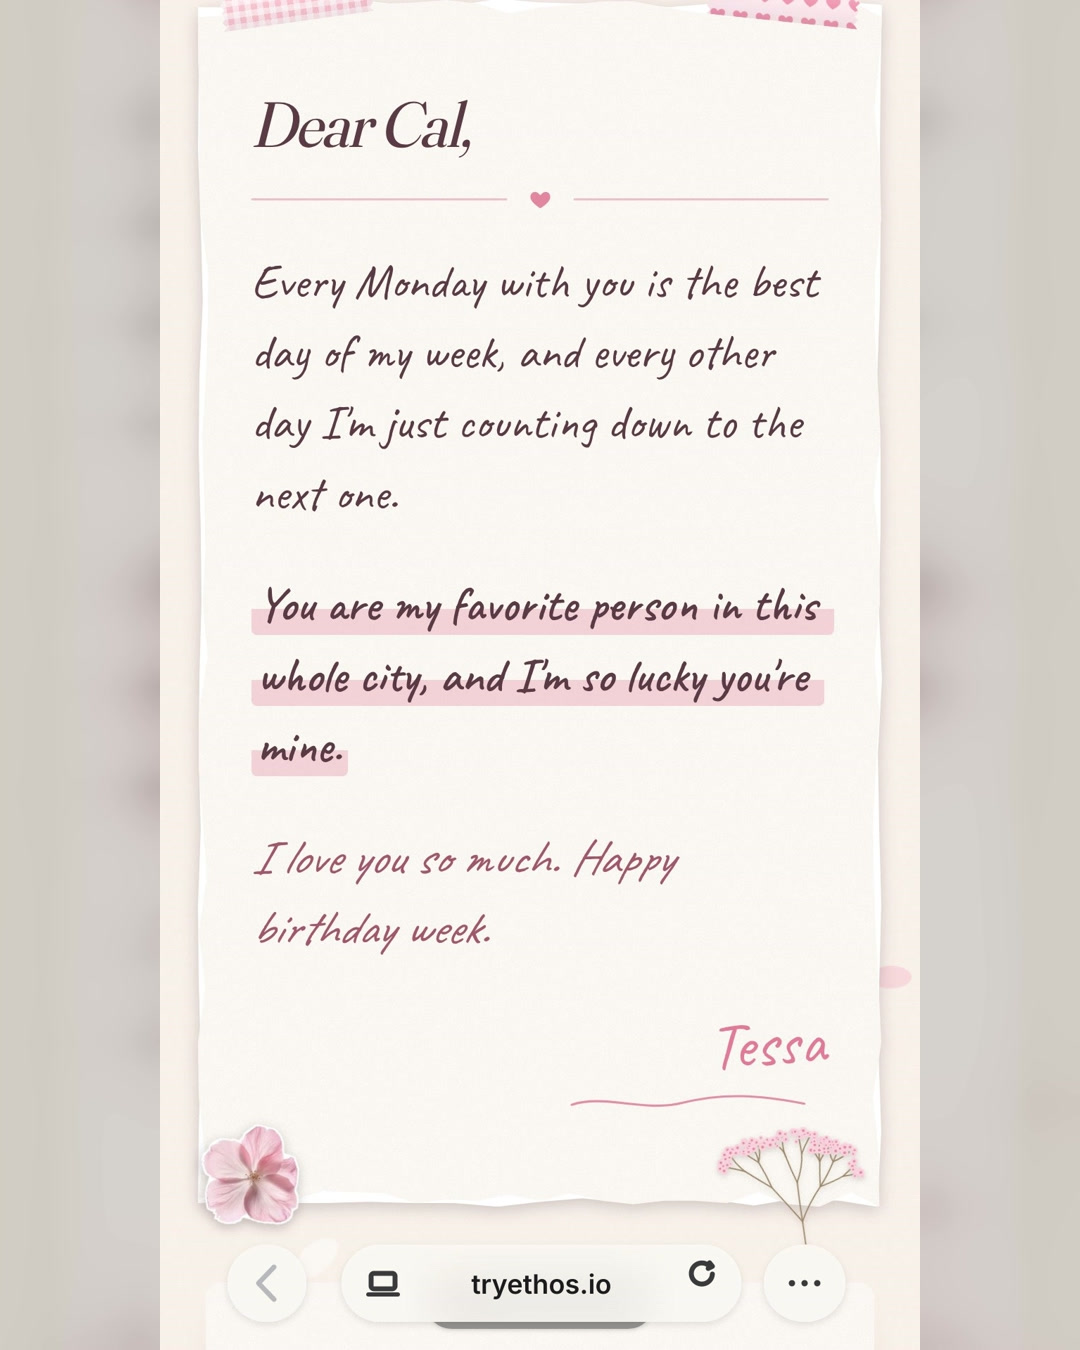 Dear Cal,
Every Monday with you is the best
day of my week, and every other
day I'm just counting down to the
next one.
You are my favorite person in this
whole city, and I'm so lucky you're
mine.
I love you so much. Happy
birthday week.
Tessa
tryethos.io